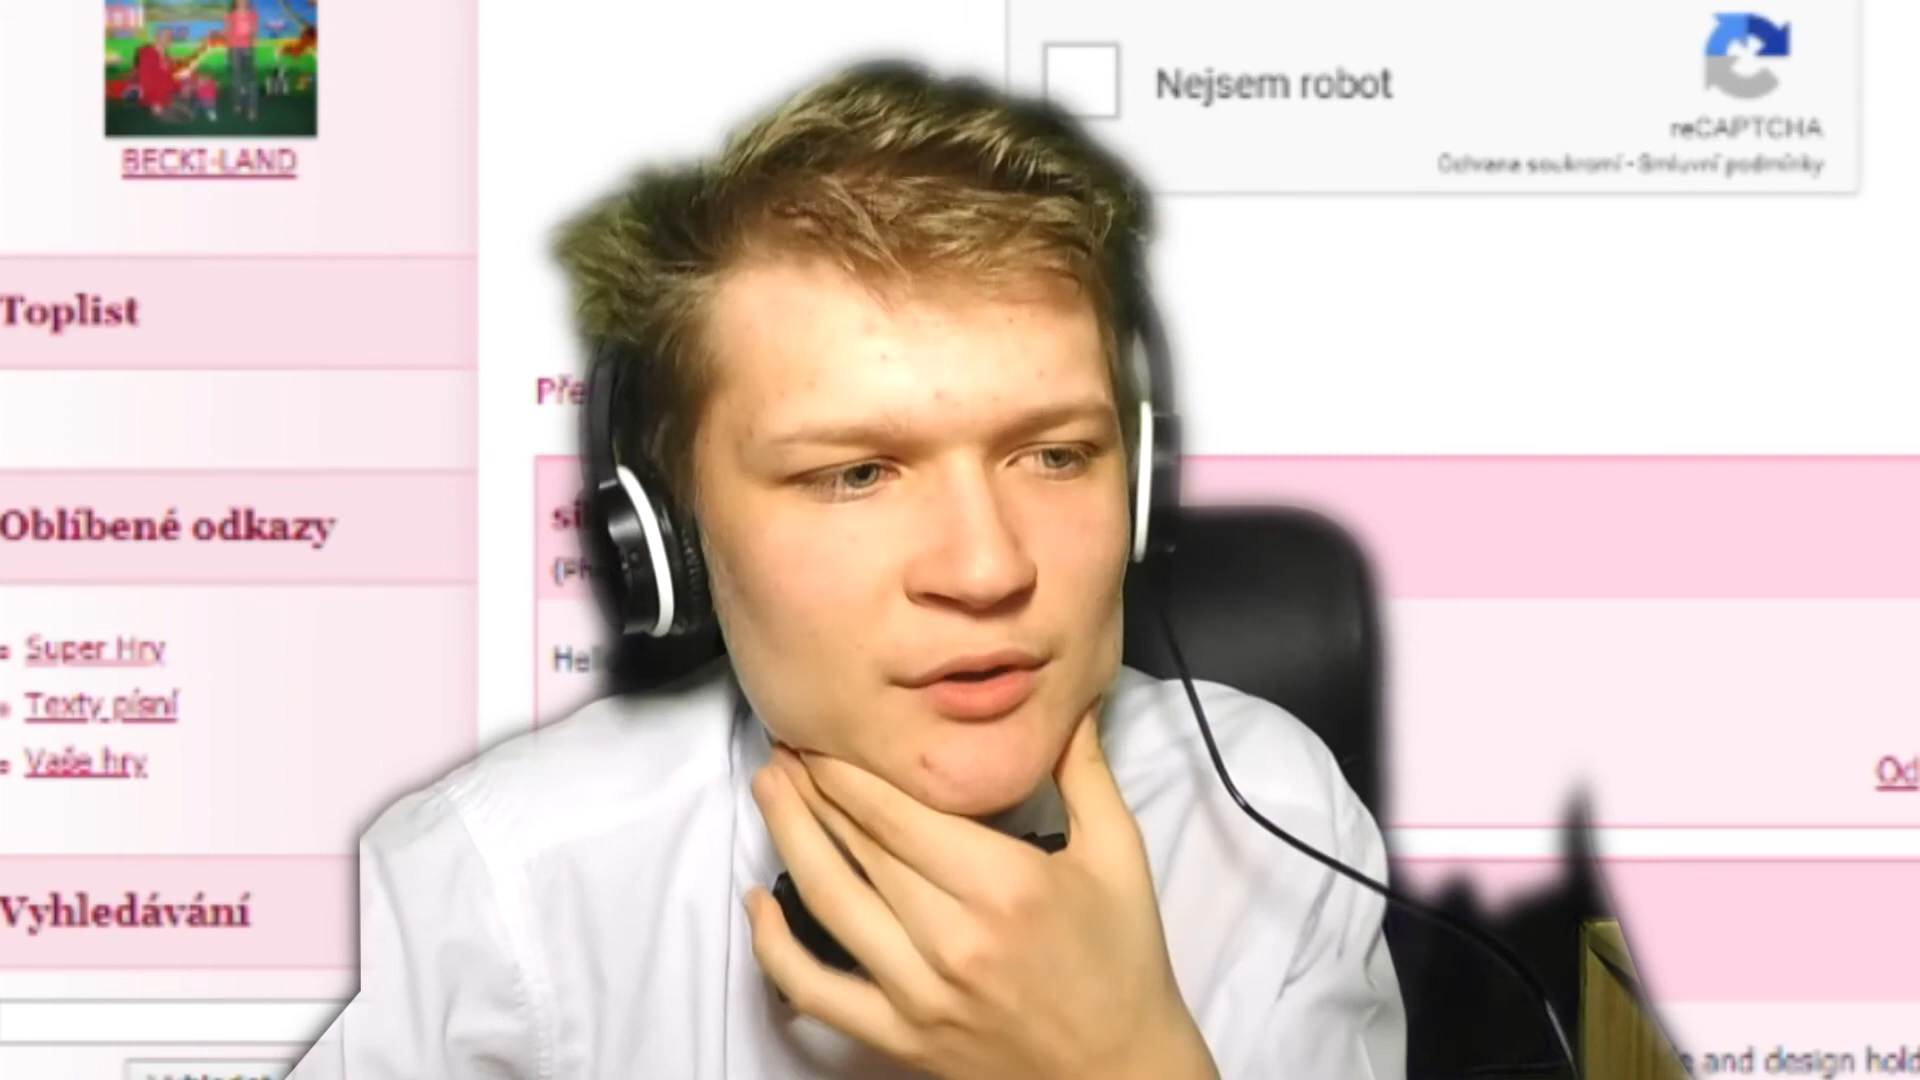 BECKI-LAND
Toplist
Oblíbené odkazy
Super Hry
Texty písní
Vaše hry
Vyhledávání
Nejsem robot
reCAPTCHA
Ochrana soukromí - Smluvní podmínky
and design